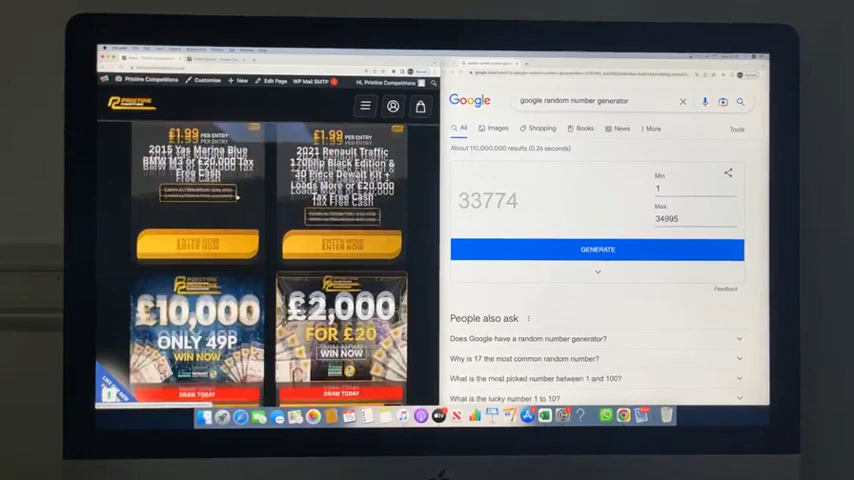 Pristine Competitions
Customise
New
Edit Page
WP Mail SMTP
Hi, Pristine Competitions
PRISTINE
£1.99 PER ENTRY
2015 Yas Marina Blue
BMW M3 or £20,000 Tax
Free Cash
ENTER NOW
£1.99 PER ENTRY
2021 Renault Traffic
170bhp Black Edition &
30 Piece Dewalt Kit +
Loads More or £20,000
Tax Free Cash
ENTER NOW
£10,000
ONLY 49P
WIN NOW
DRAW TODAY
£2,000
FOR £20
WIN NOW
DRAW TODAY
Google
google random number generator
All
Images
Shopping
Books
News
More
Tools
About 110,000,000 results (0.26 seconds)
33774
Min
1
Max
34995
GENERATE
Feedback
People also ask
Does Google have a random number generator?
Why is 17 the most common random number?
What is the most picked number between 1 and 100?
What is the lucky number 1 to 10?